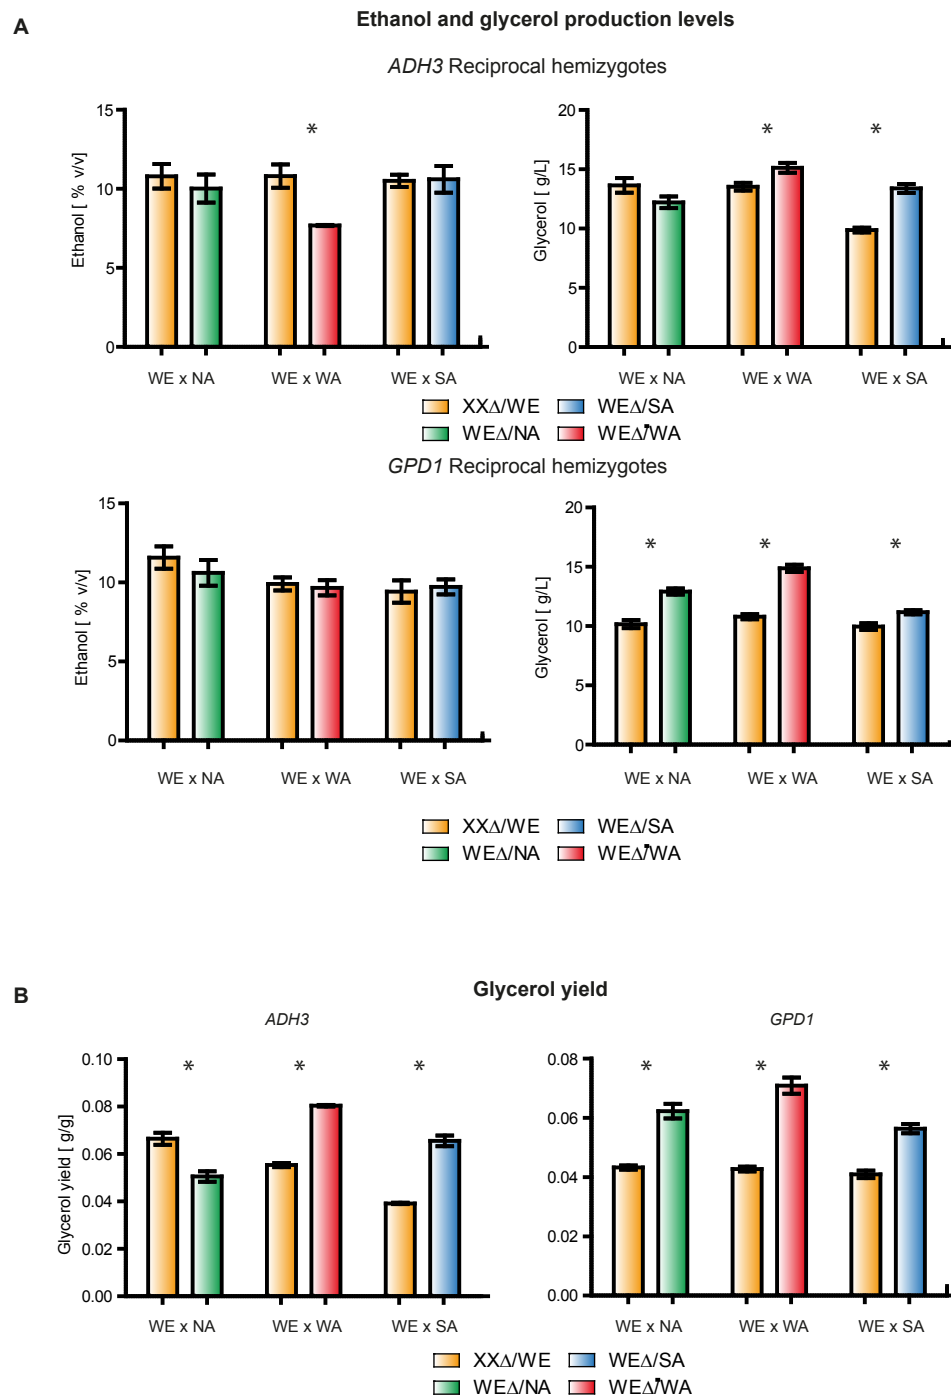 A
Ethanol and glycerol production levels
ADH3 Reciprocal hemizygotes
Ethanol [ % v/v]
15
10
5
0
WE x NA WE x WA WE x SA
*
Glycerol [ g/L]
20
15
10
5
0
WE x NA WE x WA WE x SA
* *
XXΔ/WE WEΔ/SA
WEΔ/NA WEΔ/WA
GPD1 Reciprocal hemizygotes
Ethanol [ % v/v]
15
10
5
0
WE x NA WE x WA WE x SA
Glycerol [ g/L]
20
15
10
5
0
WE x NA WE x WA WE x SA
* * *
XXΔ/WE WEΔ/SA
WEΔ/NA WEΔ/WA
B
Glycerol yield
ADH3
Glycerol yield [ g/g]
0.10
0.08
0.06
0.04
0.02
0.00
WE x NA WE x WA WE x SA
* * *
GPD1
0.08
0.06
0.04
0.02
0.00
WE x NA WE x WA WE x SA
* * *
XXΔ/WE WEΔ/SA
WEΔ/NA WEΔ/WA